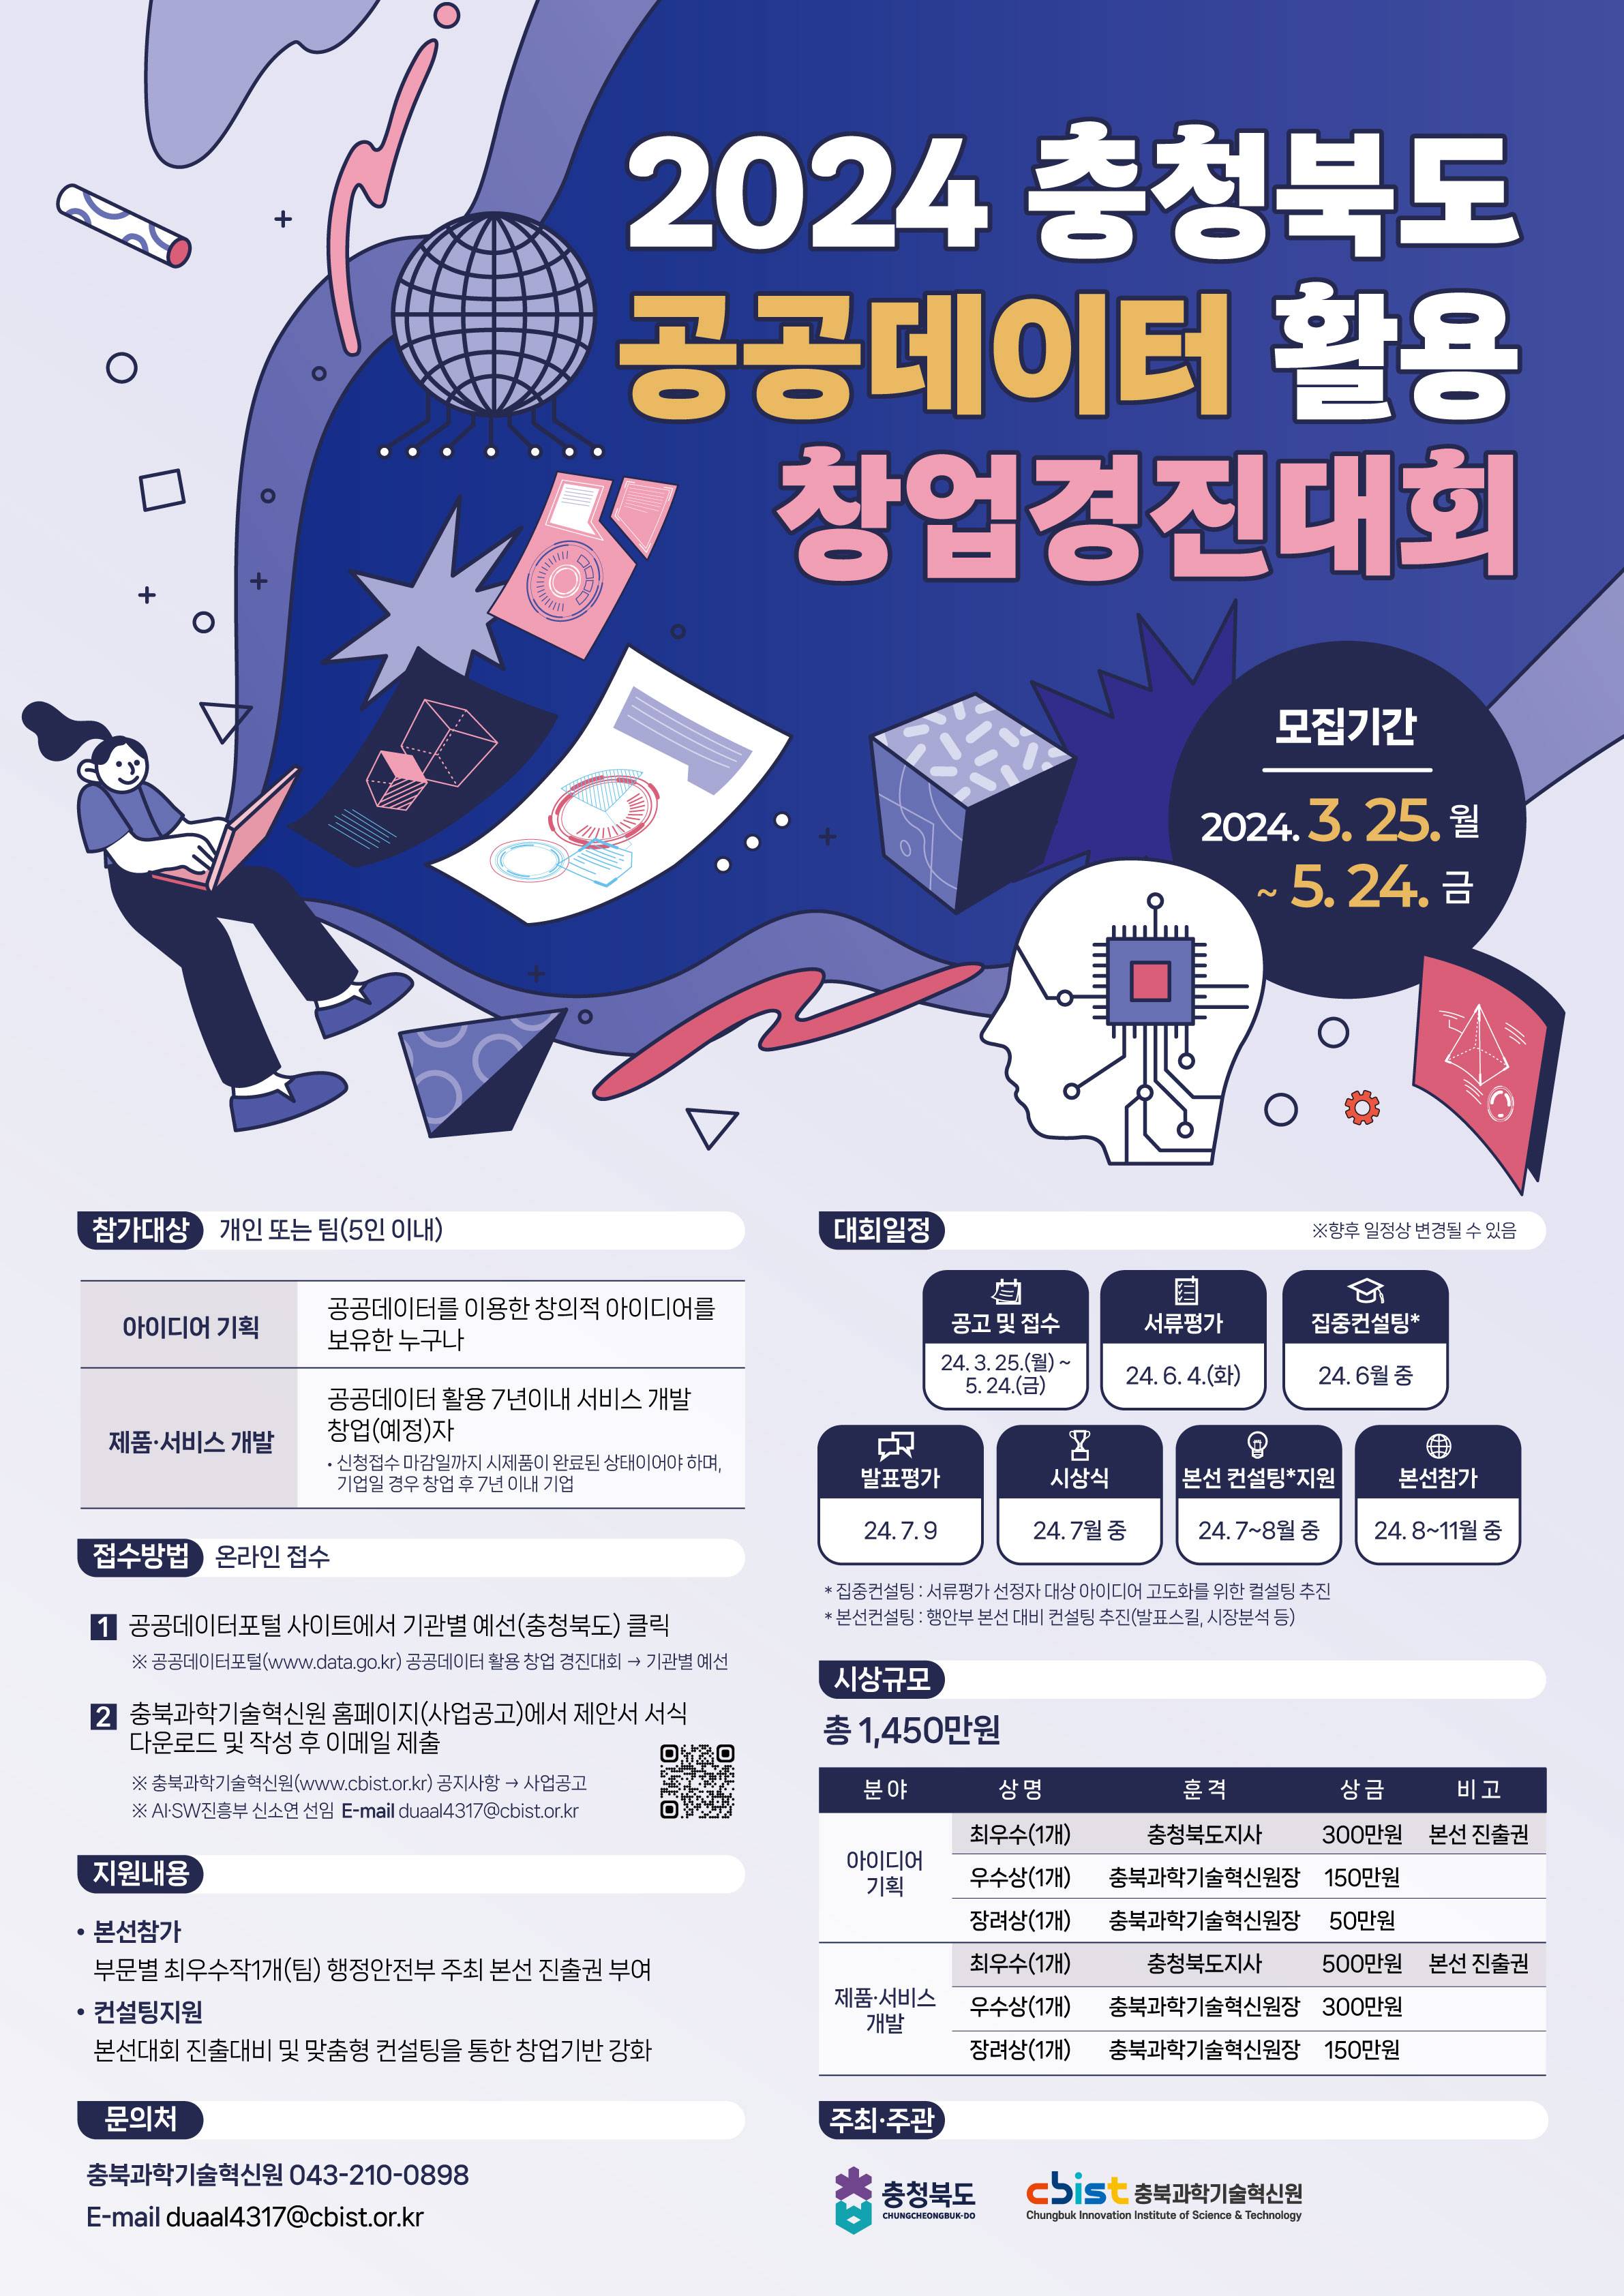 2024 충청북도
공공데이터 활용
창업경진대회
모집기간
2024. 3. 25. 월
~ 5. 24. 금
참가대상 개인 또는 팀(5인 이내)
아이디어 기획
공공데이터를 이용한 창의적 아이디어를
보유한 누구나
제품·서비스 개발
공공데이터 활용 7년이내 서비스 개발
창업(예정)자
• 신청접수 마감일까지 시제품이 완료된 상태이어야 하며,
기업일 경우 창업 후 7년 이내 기업
접수방법 온라인 접수
1 공공데이터포털 사이트에서 기관별 예선(충청북도) 클릭
※ 공공데이터포털(www.data.go.kr) 공공데이터 활용 창업 경진대회 → 기관별 예선
2 충북과학기술혁신원 홈페이지(사업공고)에서 제안서 서식
다운로드 및 작성 후 이메일 제출
※ 충북과학기술혁신원(www.cbist.or.kr) 공지사항 → 사업공고
※ AI·SW진흥부 신소연 선임 E-mail duaal4317@cbist.or.kr
지원내용
• 본선참가
부문별 최우수작1개(팀) 행정안전부 주최 본선 진출권 부여
• 컨설팅지원
본선대회 진출대비 및 맞춤형 컨설팅을 통한 창업기반 강화
문의처
충북과학기술혁신원 043-210-0898
E-mail duaal4317@cbist.or.kr
대회일정 ※향후 일정상 변경될 수 있음
공고 및 접수
24. 3. 25.(월) ~
5. 24.(금)
서류평가
24. 6. 4.(화)
집중컨설팅*
24. 6월 중
발표평가
24. 7. 9
시상식
24. 7월 중
본선 컨설팅*지원
24. 7~8월 중
본선참가
24. 8~11월 중
* 집중컨설팅 : 서류평가 선정자 대상 아이디어 고도화를 위한 컬설팅 추진
* 본선컨설팅 : 행안부 본선 대비 컨설팅 추진(발표스킬, 시장분석 등)
시상규모
총 1,450만원
분야 상명 훈격 상금 비고
아이디어
기획
최우수(1개) 충청북도지사 300만원 본선 진출권
우수상(1개) 충북과학기술혁신원장 150만원
장려상(1개) 충북과학기술혁신원장 50만원
제품·서비스
개발
최우수(1개) 충청북도지사 500만원 본선 진출권
우수상(1개) 충북과학기술혁신원장 300만원
장려상(1개) 충북과학기술혁신원장 150만원
주최·주관
충청북도
CHUNGCHEONGBUK-DO
cbist 충북과학기술혁신원
Chungbuk Innovation Institute of Science & Technology